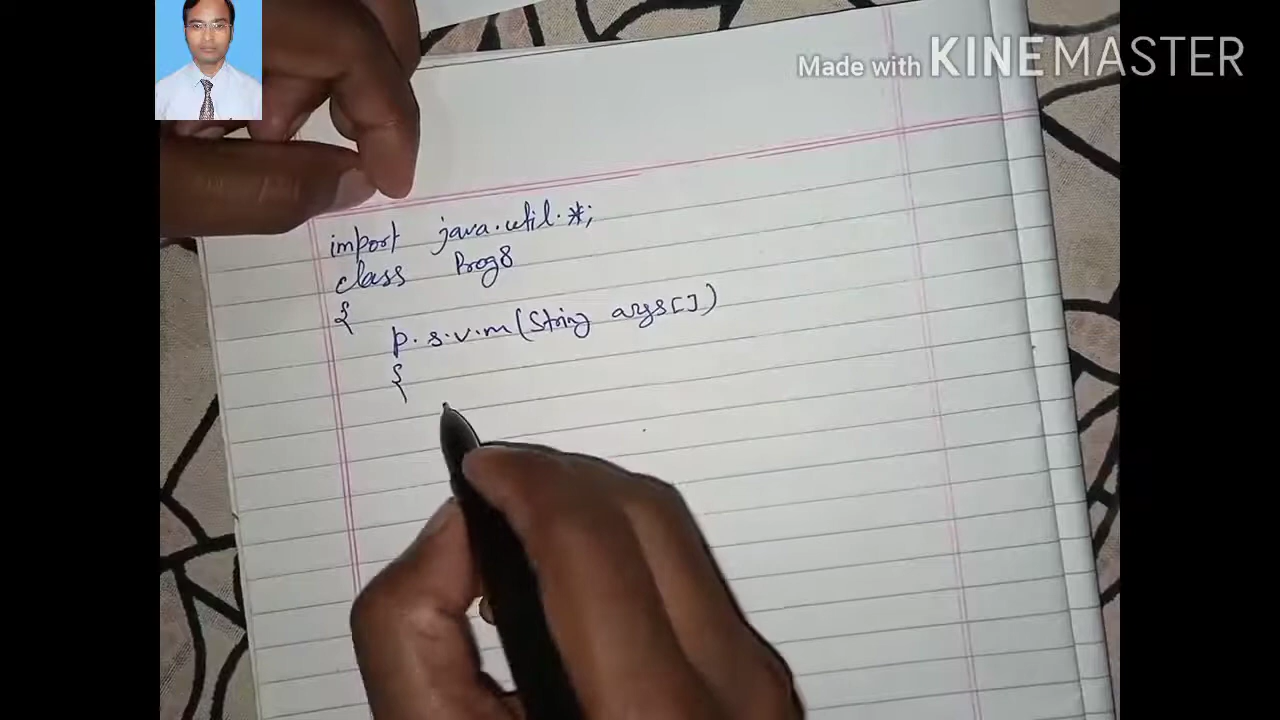 Made with KINEMASTER
import java.util.*;
class Prog8
{
p.s.v.m(String args[])
{